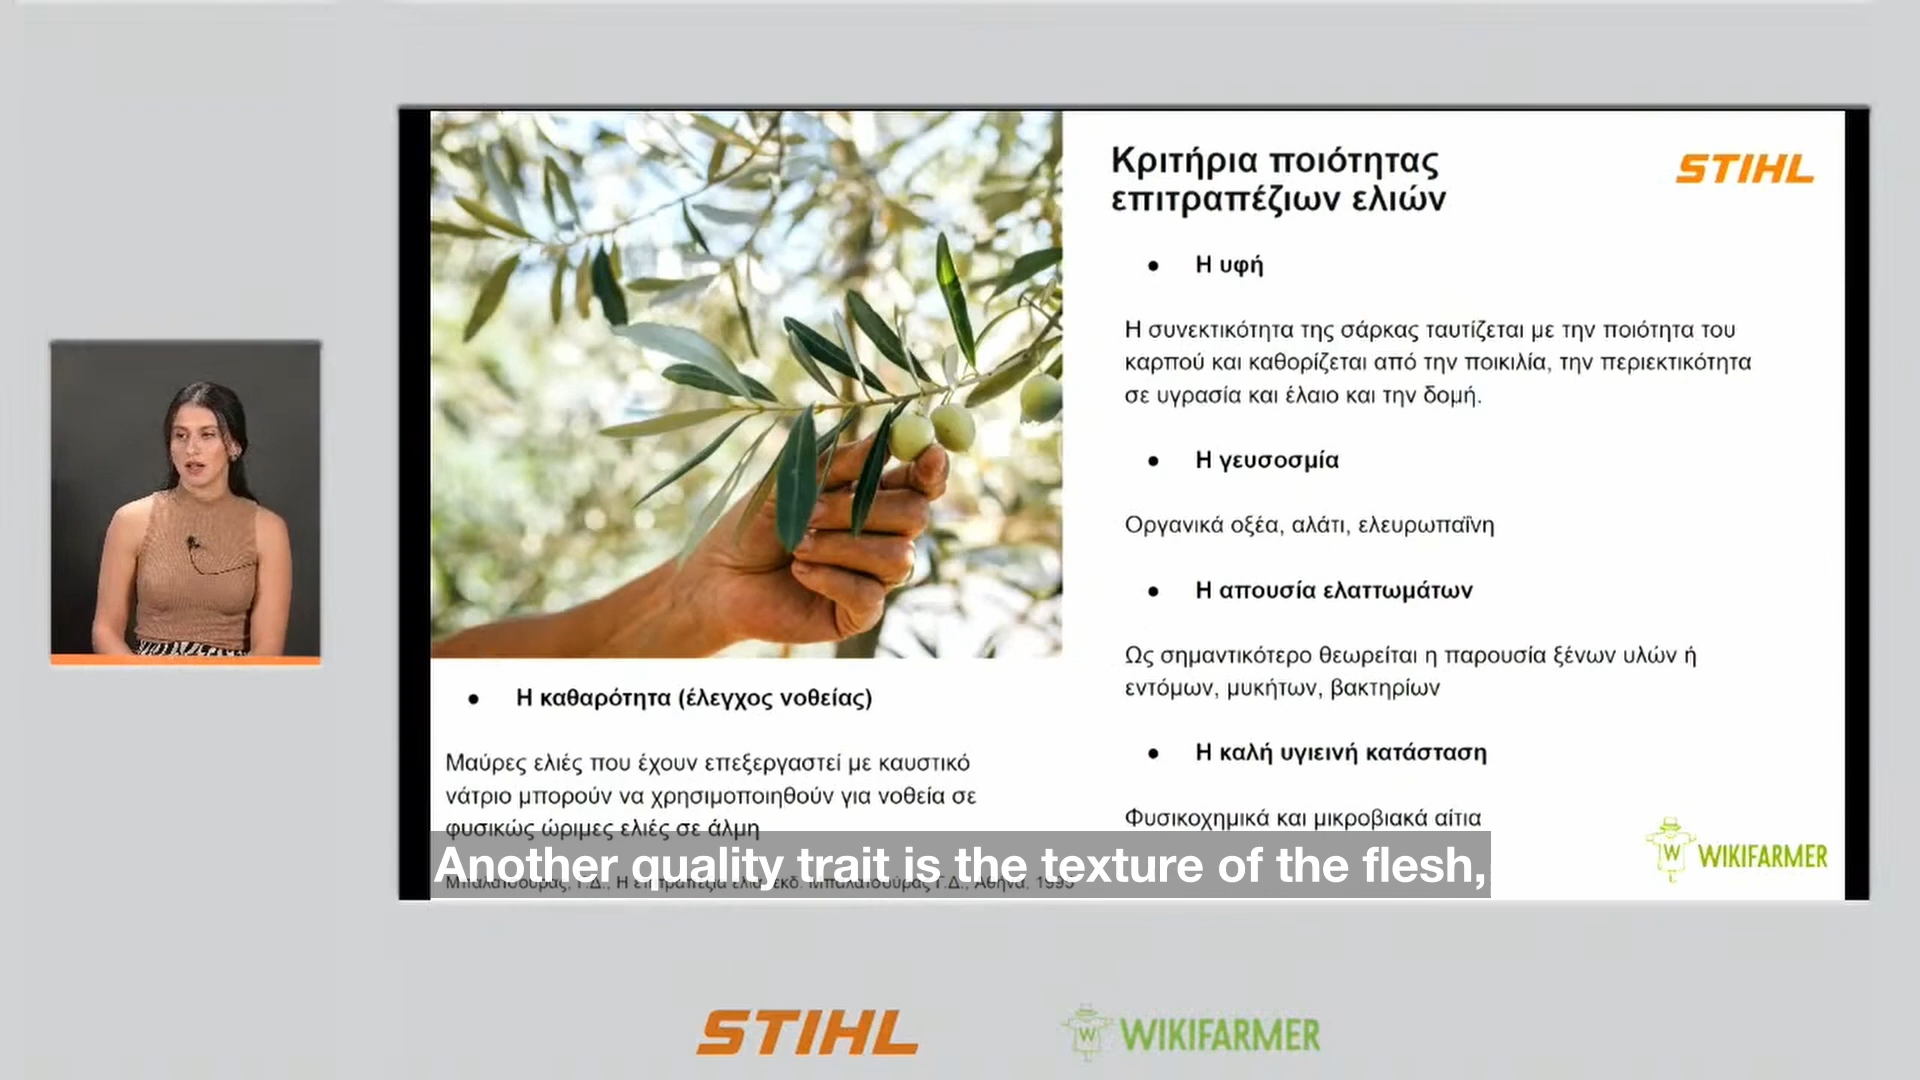 Κριτήρια ποιότητας
επιτραπέζιων ελιών
STIHL
● Η υφή
Η συνεκτικότητα της σάρκας ταυτίζεται με την ποιότητα του
καρπού και καθορίζεται από την ποικιλία, την περιεκτικότητα
σε υγρασία και έλαιο και την δομή.
● Η γευσοσμία
Οργανικά οξέα, αλάτι, ελευρωπαΐνη
● Η απουσία ελαττωμάτων
Ως σημαντικότερο θεωρείται η παρουσία ξένων υλών ή
εντόμων, μυκήτων, βακτηρίων
● Η καλή υγιεινή κατάσταση
Φυσικοχημικά και μικροβιακά αίτια
● Η καθαρότητα (έλεγχος νοθείας)
Μαύρες ελιές που έχουν επεξεργαστεί με καυστικό
νάτριο μπορούν να χρησιμοποιηθούν για νοθεία σε
φυσικώς ώριμες ελιές σε άλμη
Another quality trait is the texture of the flesh,
W WIKIFARMER
STIHL
W WIKIFARMER